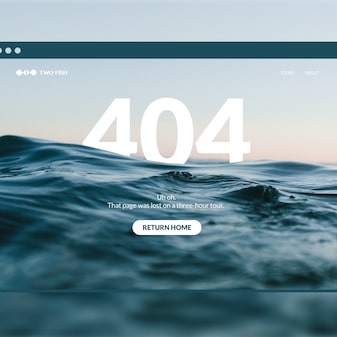 TWO FISH
TOURS ABOUT
404
Uh oh.
That page was lost on a three-hour tour.
RETURN HOME